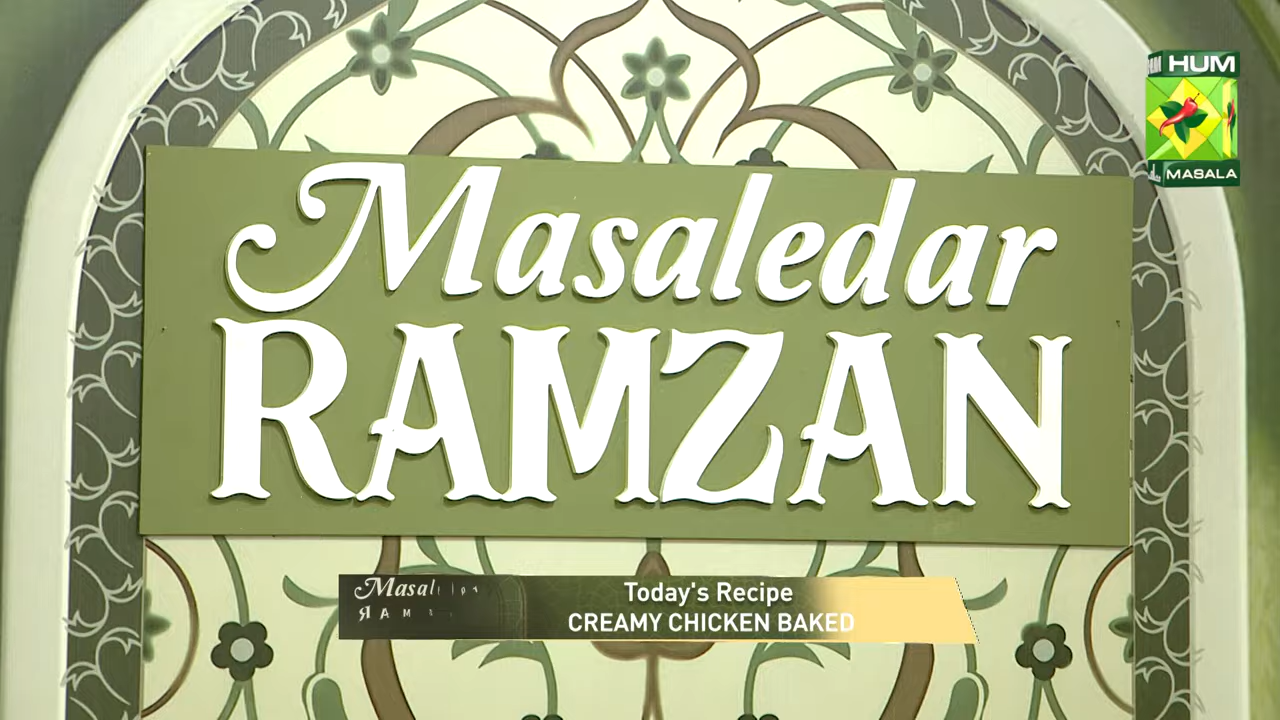 HUM
MASALA
Masaledar
RAMZAN
Today's Recipe
CREAMY CHICKEN BAKED